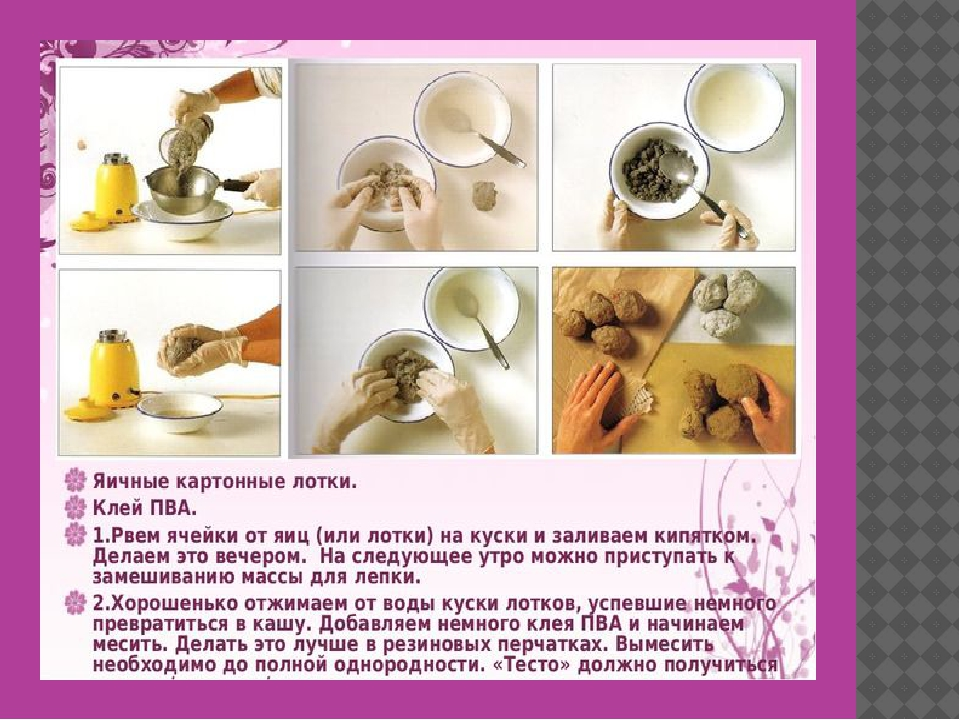 Яичные картонные лотки.
Клей ПВА.
1.Рвем ячейки от яиц (или лотки) на куски и заливаем кипятком.
Делаем это вечером. На следующее утро можно приступать к
замешиванию массы для лепки.
2.Хорошенько отжимаем от воды куски лотков, успевшие немного
превратиться в кашу. Добавляем немного клея ПВА и начинаем
месить. Делать это лучше в резиновых перчатках. Вымесить
необходимо до полной однородности. «Тесто» должно получиться